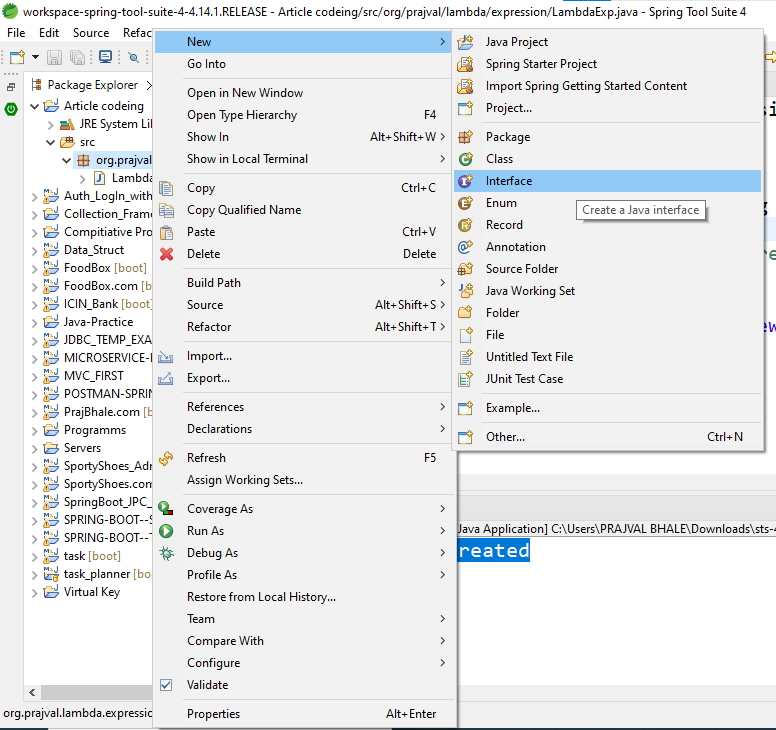 workspace-spring-tool-suite-4-4.14.1.RELEASE - Article codeing/src/org/prajval/lambda/expression/LambdaExp.java - Spring Tool Suite 4
File Edit Source Refac
Package Explorer
Article codeing
JRE System Lil
src
org.prajval
Lambda
Auth_LogIn_with
Collection_Frame
Compitiative Pro
Data_Struct
FoodBox [boot]
FoodBox.com [b
ICIN_Bank [boot]
Java-Practice
JDBC_TEMP_EXA
MICROSERVICE-
MVC_FIRST
POSTMAN-SPRIN
PrajBhale.com [b
Programms
Servers
SportyShoes_Adr
SportyShoes.com
SpringBoot_JPC_
SPRING-BOOT--S
SPRING-BOOT--
task [boot]
task_planner [bo
Virtual Key
New
Go Into
Open in New Window
Open Type Hierarchy F4
Show In Alt+Shift+W
Show in Local Terminal
Copy Ctrl+C
Copy Qualified Name
Paste Ctrl+V
Delete Delete
Build Path
Source Alt+Shift+S
Refactor Alt+Shift+T
Import...
Export...
References
Declarations
Refresh F5
Assign Working Sets...
Coverage As
Run As
Debug As
Profile As
Restore from Local History...
Team
Compare With
Configure
Validate
Properties Alt+Enter
Java Project
Spring Starter Project
Import Spring Getting Started Content
Project...
Package
Class
Interface
Enum
Create a Java interface
Record
Annotation
Source Folder
Java Working Set
Folder
File
Untitled Text File
JUnit Test Case
Example...
Other... Ctrl+N
si
g
re
ew
Java Application] C:\Users\PRAJVAL BHALE\Downloads\sts-4
reated
org.prajval.lambda.expressio